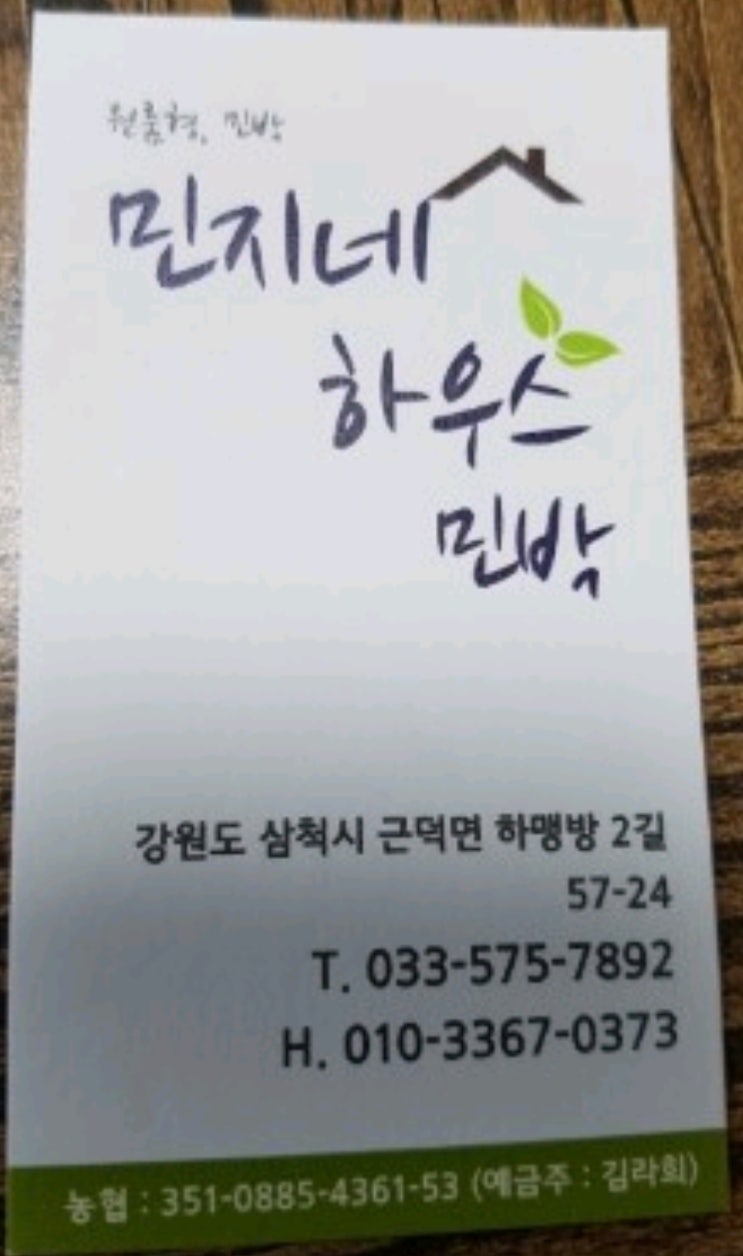 원룸형, 민박
민지네
하우스
민박
강원도 삼척시 근덕면 하맹방 2길
57-24
T. 033-575-7892
H. 010-3367-0373
농협 : 351-0885-4361-53 (예금주 : 김라희)